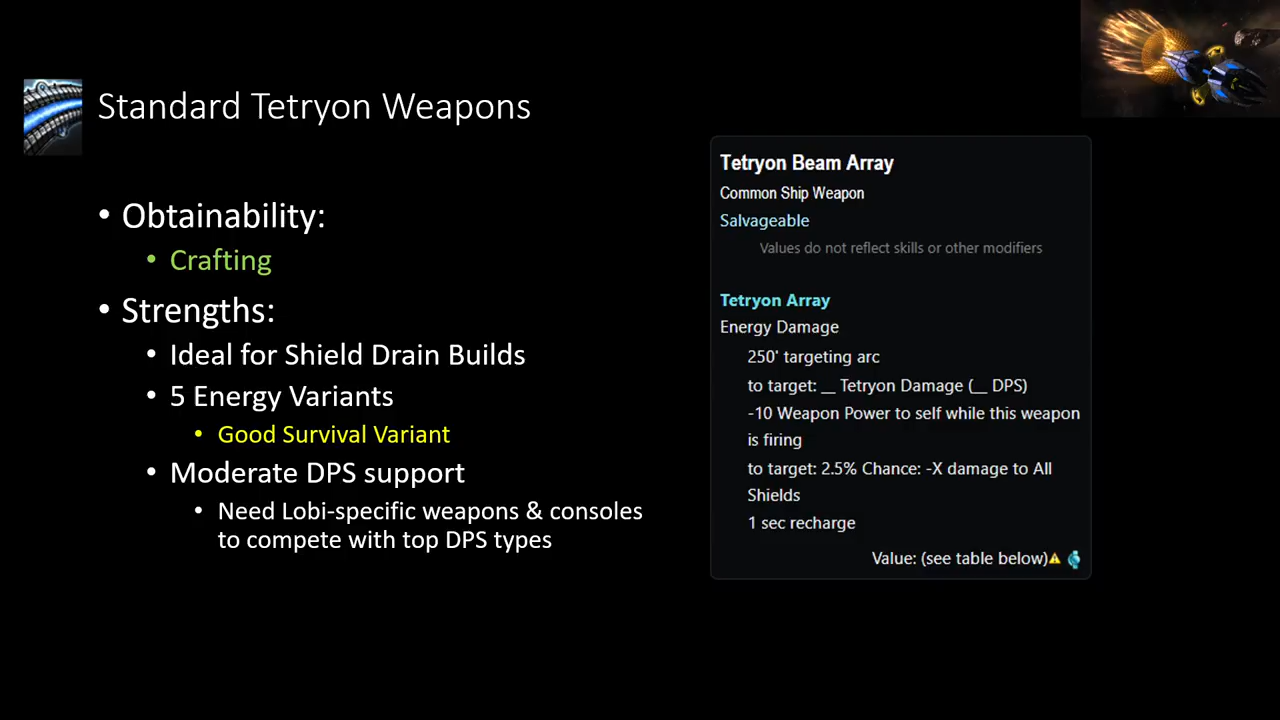 Standard Tetryon Weapons
• Obtainability:
• Crafting
• Strengths:
• Ideal for Shield Drain Builds
• 5 Energy Variants
• Good Survival Variant
• Moderate DPS support
• Need Lobi-specific weapons & consoles
to compete with top DPS types
Tetryon Beam Array
Common Ship Weapon
Salvageable
Values do not reflect skills or other modifiers
Tetryon Array
Energy Damage
250' targeting arc
to target: __ Tetryon Damage (__ DPS)
-10 Weapon Power to self while this weapon
is firing
to target: 2.5% Chance: -X damage to All
Shields
1 sec recharge
Value: (see table below)